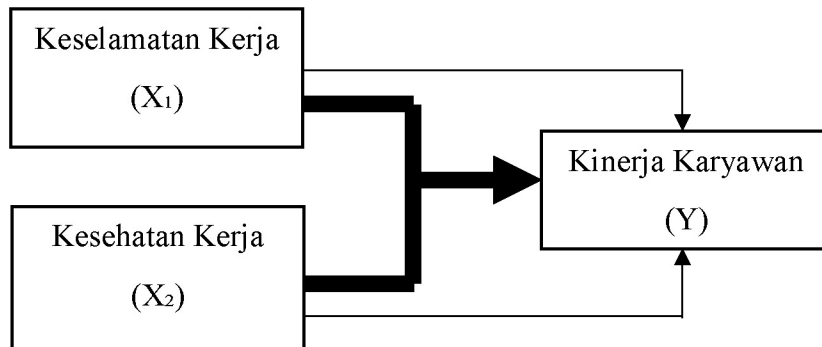 Keselamatan Kerja
(X₁)
Kinerja Karyawan
(Y)
Kesehatan Kerja
(X₂)